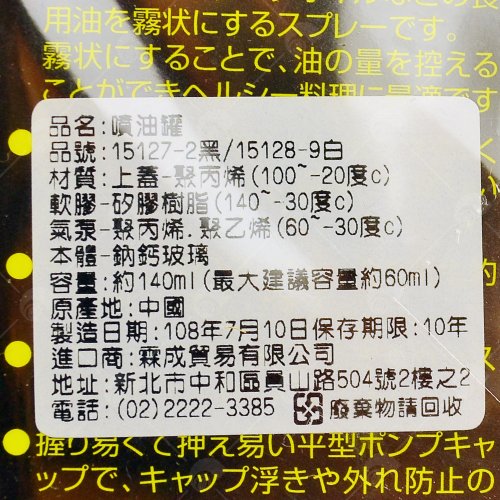 用油を霧状にするスプレーです。
霧状にすることで、油の量を控える
ことができヘルシー料理に最適です
品名:噴油罐
品號:15127-2黑/15128-9白
材質:上蓋-聚丙烯(100~-20度c)
軟膠-矽膠樹脂(140~-30度c)
氣泵-聚丙烯.聚乙烯(60~-30度c)
本體-鈉鈣玻璃
容量:約140ml(最大建議容量約60ml)
原產地:中國
製造日期:108年7月10日保存期限:10年
進口商:霖成貿易有限公司
地址:新北市中和區員山路504號2樓之2
電話:(02)2222-3385 廢棄物請回收
握り易くて押え易い平型ポンプキャ
ップで、キャップ浮きや外れ防止の